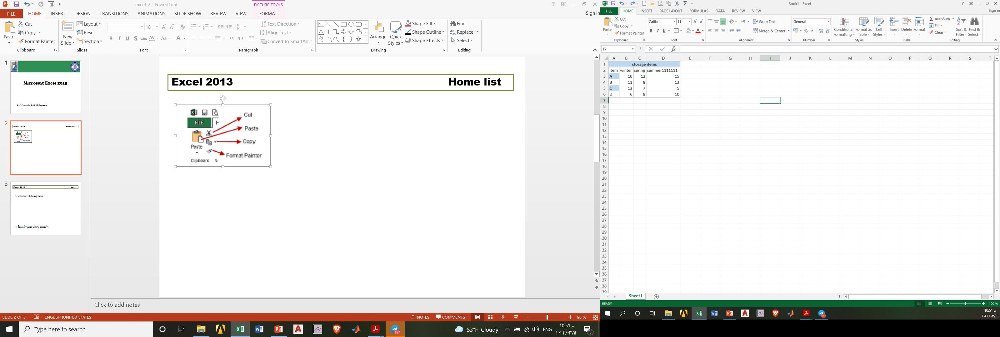 excel-2 - PowerPoint
PICTURE TOOLS
FILE HOME INSERT DESIGN TRANSITIONS ANIMATIONS SLIDE SHOW REVIEW VIEW FORMAT Sign in
Paste
Cut
Copy
Format Painter
Clipboard
New
Slide
Layout
Reset
Section
Slides
18
B I U S abc AV Aa A
Font
Text Direction
Align Text
Convert to SmartArt
Paragraph
Arrange
Quick
Styles
Shape Fill
Shape Outline
Shape Effects
Drawing
Find
Replace
Select
Editing
1
Microsoft Excel 2013
Dr. Wameedh. T.M. Al-Tameemi
2
Excel 2013 Home list
3
Excel 2013 Next
Next lecture: Editing Data
Thank you very much
Excel 2013 Home list
FILE
Cut
Paste
Copy
Paste
Format Painter
Clipboard
Click to add notes
SLIDE 2 OF 3 ENGLISH (UNITED STATES) NOTES COMMENTS 98 %
Type here to search
53°F Cloudy
ENG
10:51 م
٢٠٢٢/٠٣/١٢
1
187
Book1 - Excel
FILE HOME INSERT PAGE LAYOUT FORMULAS DATA REVIEW VIEW Sign in
Paste
Cut
Copy
Format Painter
Clipboard
Calibri 11
B I U
Font
Wrap Text
Merge & Center
Alignment
General
% ,
Number
Conditional
Formatting
Format as
Table
Cell
Styles
Styles
Insert Delete Format
Cells
AutoSum
Fill
Clear
Sort &
Filter
Find &
Select
Editing
I7 fx
A B C D E F G H I J K L M N O P Q R S T
1 storage items
2 item winter spring summer1111111
3 A 10 12 15
4 B 11 8 13
5 C 12 7 5
6 D 6 8 10
7
8
9
10
11
12
13
14
15
16
17
18
19
20
21
22
23
24
25
26
27
28
29
30
31
32
33
34
35
36
37
38
39
Sheet1
READY 100 %
187
10:51 م
٢٠٢٢/٠٣/١٢